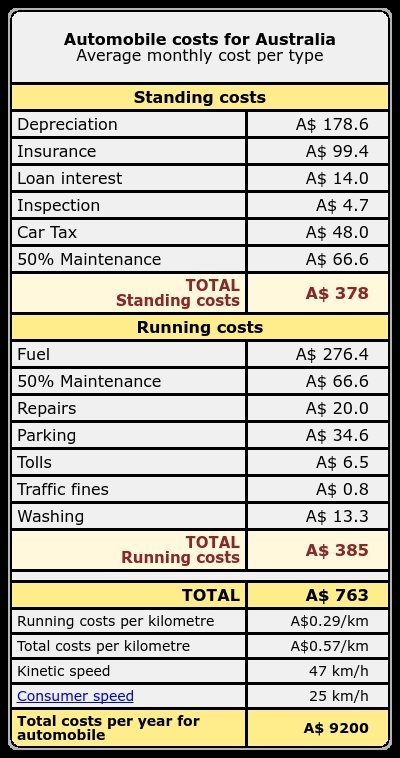 Automobile costs for Australia
Average monthly cost per type
Standing costs
Depreciation A$ 178.6
Insurance A$ 99.4
Loan interest A$ 14.0
Inspection A$ 4.7
Car Tax A$ 48.0
50% Maintenance A$ 66.6
TOTAL
Standing costs A$ 378
Running costs
Fuel A$ 276.4
50% Maintenance A$ 66.6
Repairs A$ 20.0
Parking A$ 34.6
Tolls A$ 6.5
Traffic fines A$ 0.8
Washing A$ 13.3
TOTAL
Running costs A$ 385
TOTAL A$ 763
Running costs per kilometre A$0.29/km
Total costs per kilometre A$0.57/km
Kinetic speed 47 km/h
Consumer speed 25 km/h
Total costs per year for
automobile A$ 9200